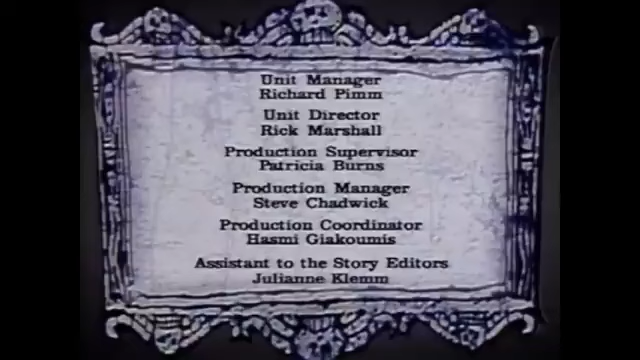 Unit Manager
Richard Pimm
Unit Director
Rick Marshall
Production Supervisor
Patricia Burns
Production Manager
Steve Chadwick
Production Coordinator
Hasmi Giakoumis
Assistant to the Story Editors
Julianne Klemm